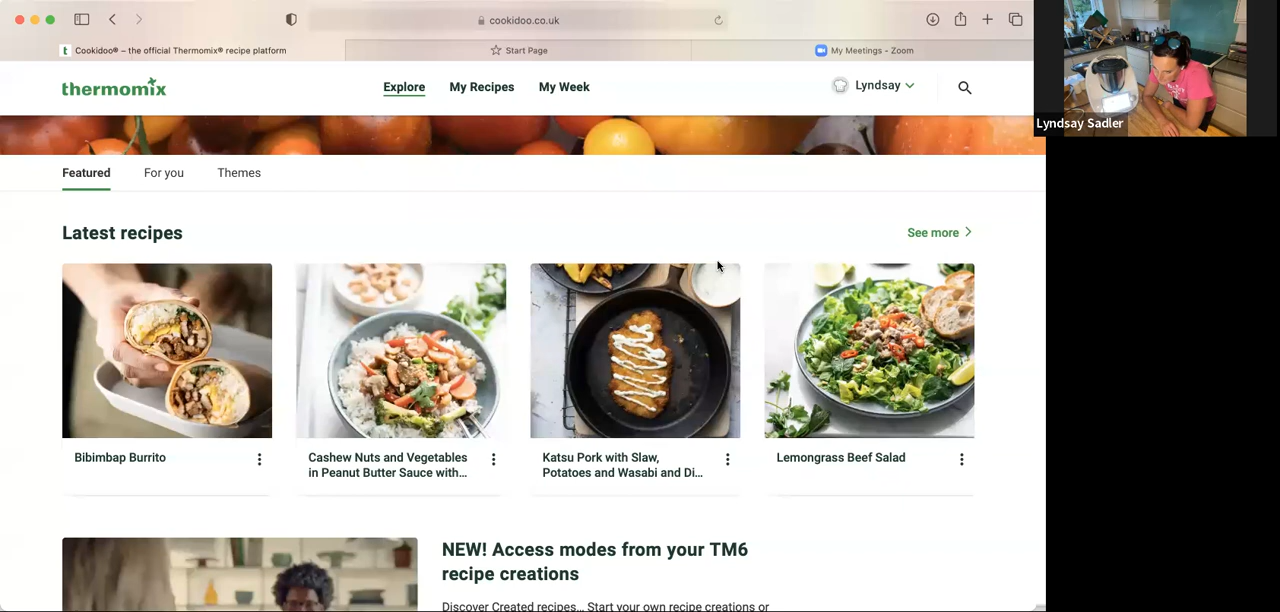 cookidoo.co.uk
Cookidoo® – the official Thermomix® recipe platform
Start Page
My Meetings - Zoom
thermomix
Explore
My Recipes
My Week
Lyndsay
Lyndsay Sadler
Featured
For you
Themes
Latest recipes
See more
Bibimbap Burrito
Cashew Nuts and Vegetables
in Peanut Butter Sauce with...
Katsu Pork with Slaw,
Potatoes and Wasabi and Di...
Lemongrass Beef Salad
NEW! Access modes from your TM6
recipe creations
Discover Created recipes... Start your own recipe creations or